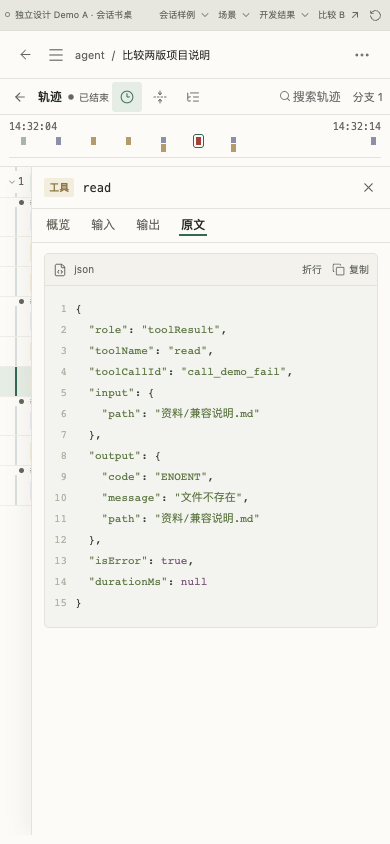 独立设计 Demo A · 会话书桌 会话样例 场景 开发结果 比较 B
agent / 比较两版项目说明
轨迹 已结束 搜索轨迹 分支 1
14:32:04 14:32:14
1
工具 read
概览 输入 输出 原文
json 折行 复制
1 {
2 "role": "toolResult",
3 "toolName": "read",
4 "toolCallId": "call_demo_fail",
5 "input": {
6 "path": "资料/兼容说明.md"
7 },
8 "output": {
9 "code": "ENOENT",
10 "message": "文件不存在",
11 "path": "资料/兼容说明.md"
12 },
13 "isError": true,
14 "durationMs": null
15 }